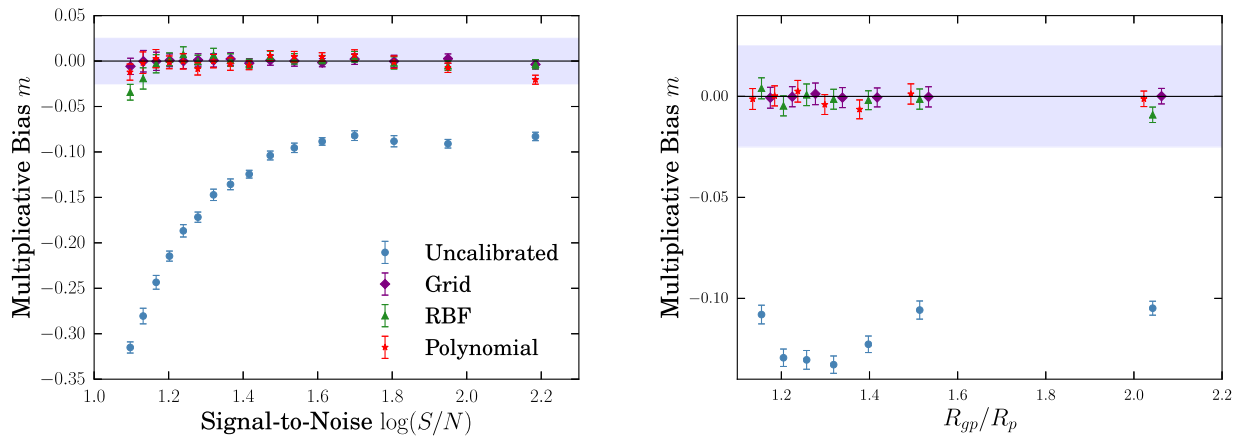 0.05
0.00
−0.05
−0.10
−0.15
−0.20
−0.25
−0.30
−0.35
Multiplicative Bias m
1.0 1.2 1.4 1.6 1.8 2.0 2.2
Signal-to-Noise log(S/N)
Uncalibrated
Grid
RBF
Polynomial
0.00
−0.05
−0.10
Multiplicative Bias m
1.2 1.4 1.6 1.8 2.0 2.2
R_{gp}/R_p